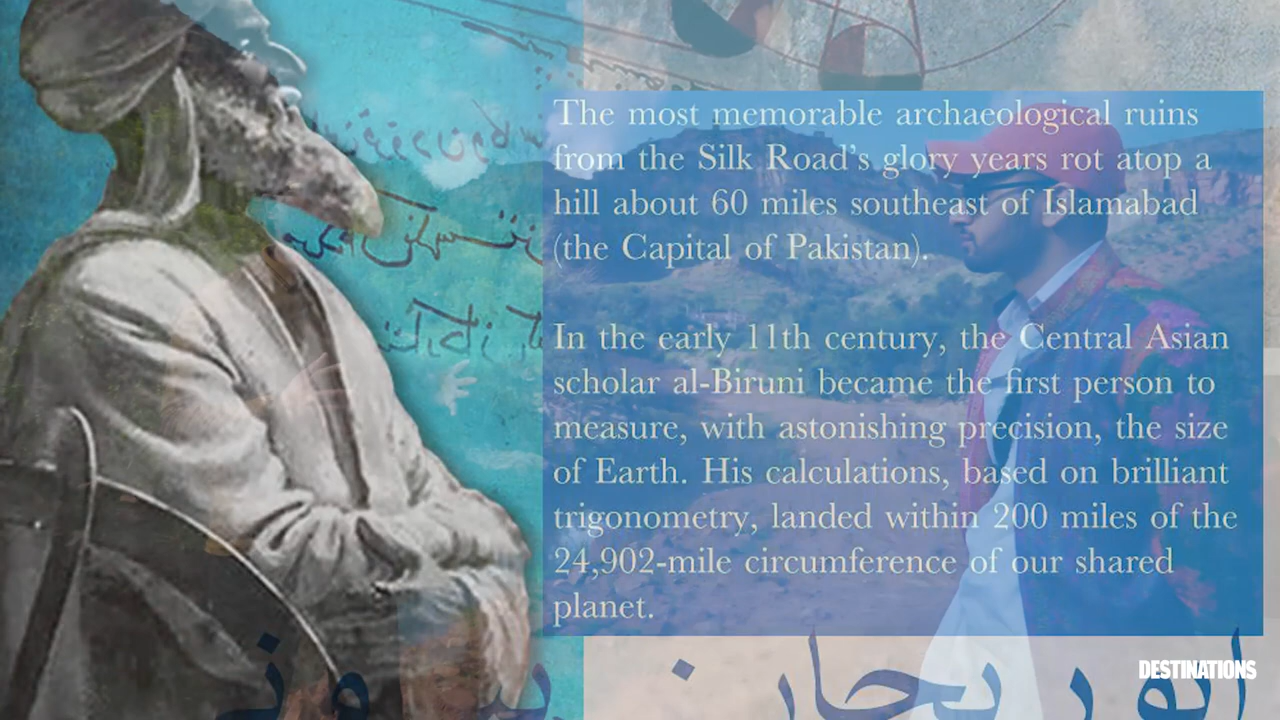 The most memorable archaeological ruins
from the Silk Road's glory years rot atop a
hill about 60 miles southeast of Islamabad
(the Capital of Pakistan).
In the early 11th century, the Central Asian
scholar al-Biruni became the first person to
measure, with astonishing precision, the size
of Earth. His calculations, based on brilliant
trigonometry, landed within 200 miles of the
24,902-mile circumference of our shared
planet.
DESTINATIONS